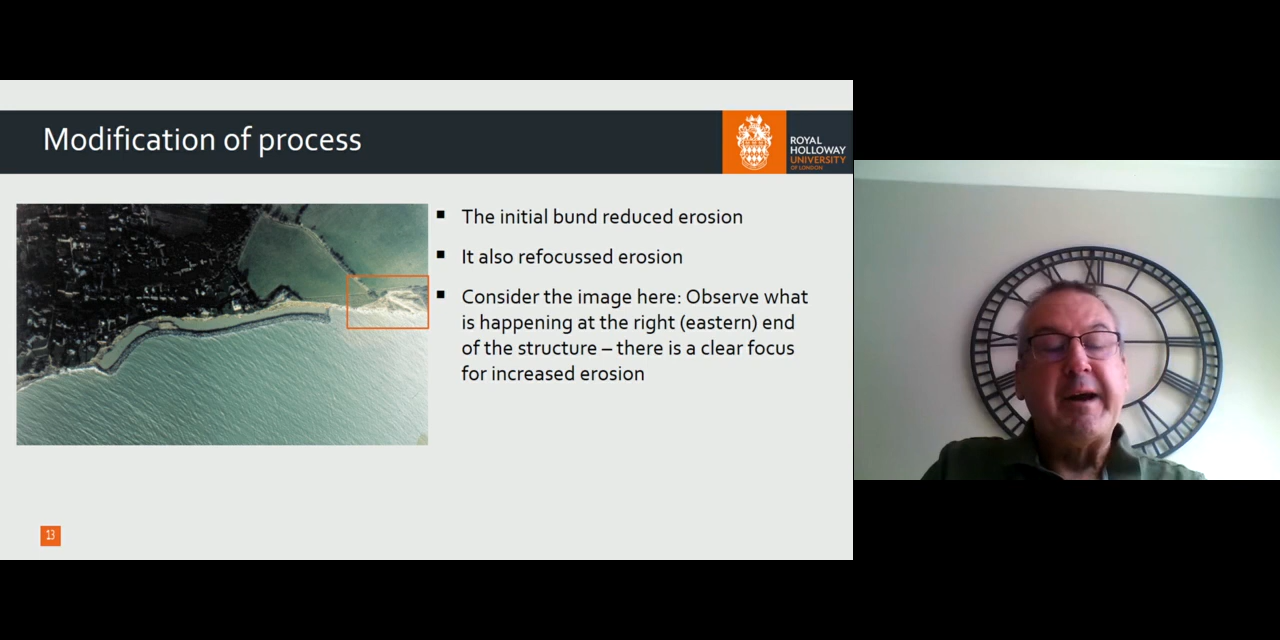 Modification of process
ROYAL
HOLLOWAY
UNIVERSITY
OF LONDON
▪ The initial bund reduced erosion
▪ It also refocussed erosion
▪ Consider the image here: Observe what
is happening at the right (eastern) end
of the structure – there is a clear focus
for increased erosion
13